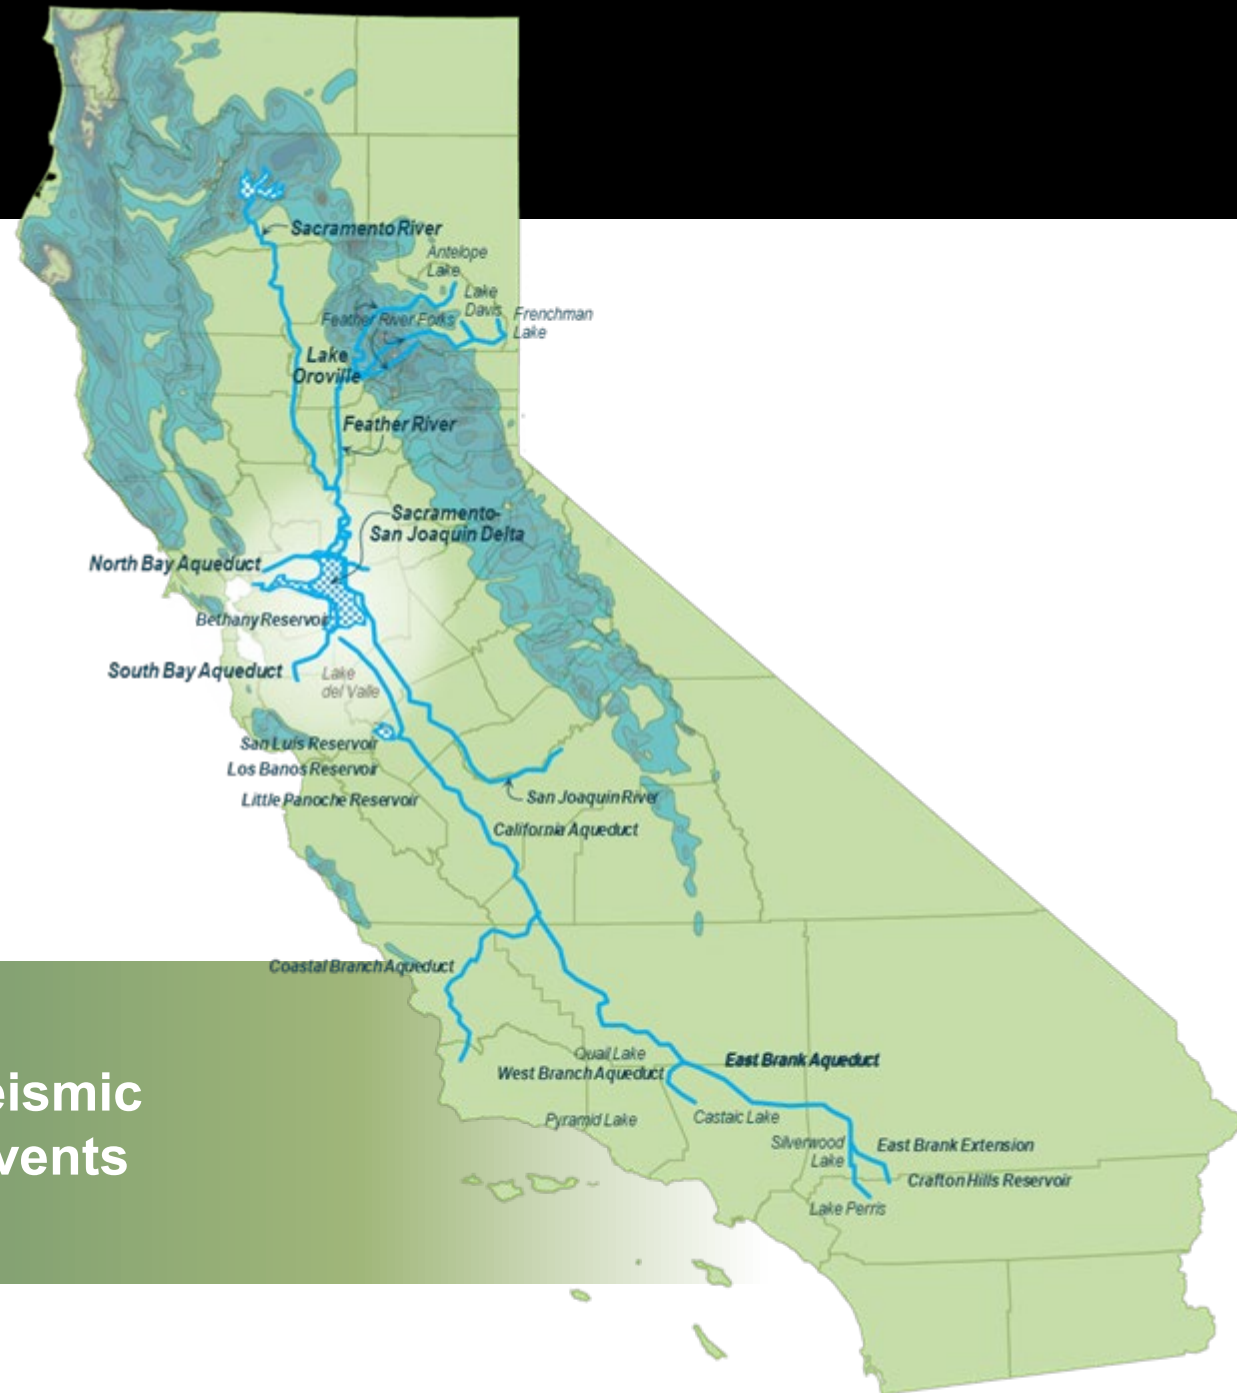 Sacramento River
Antelope
Lake
Lake
Davis
Frenchman
Lake
Feather River Forks
Lake
Oroville
Feather River
Sacramento-
San Joaquin Delta
North Bay Aqueduct
Bethany Reservoir
South Bay Aqueduct
Lake
del Valle
San Luis Reservoir
Los Banos Reservoir
Little Panoche Reservoir
San Joaquin River
California Aqueduct
Coastal Branch Aqueduct
Quail Lake
West Branch Aqueduct
East Brank Aqueduct
Pyramid Lake
Castaic Lake
Silverwood
Lake
East Brank Extension
Crafton Hills Reservoir
Lake Perris
eismic
vents